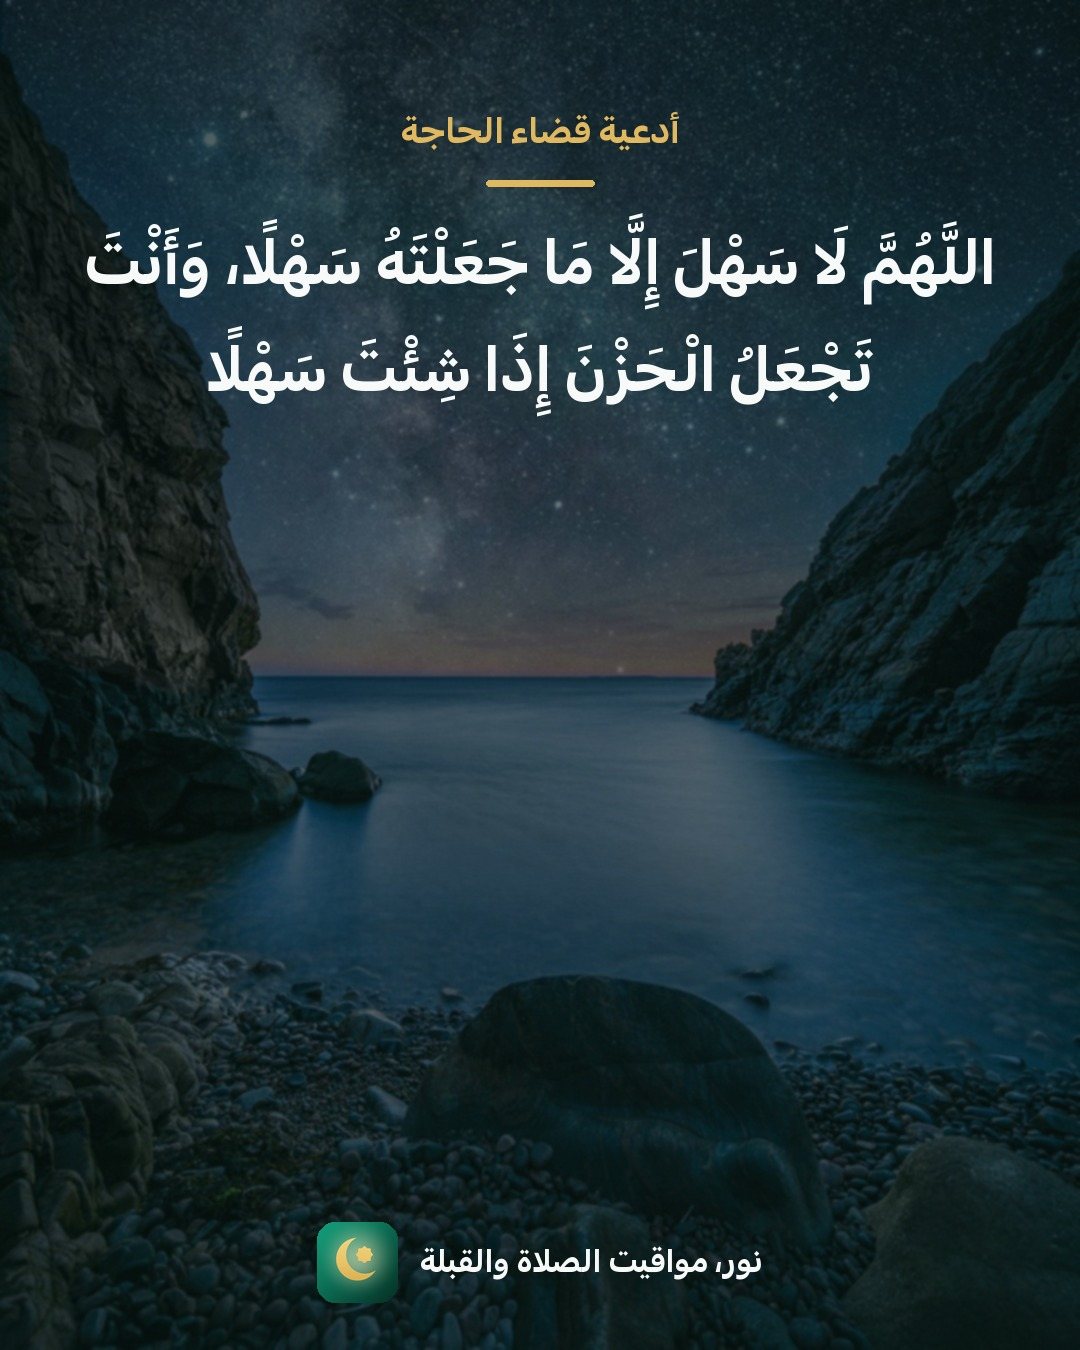 أدعية قضاء الحاجة
اللَّهُمَّ لَا سَهْلَ إِلَّا مَا جَعَلْتَهُ سَهْلًا، وَأَنْتَ
تَجْعَلُ الْحَزْنَ إِذَا شِئْتَ سَهْلًا
نور، مواقيت الصلاة والقبلة